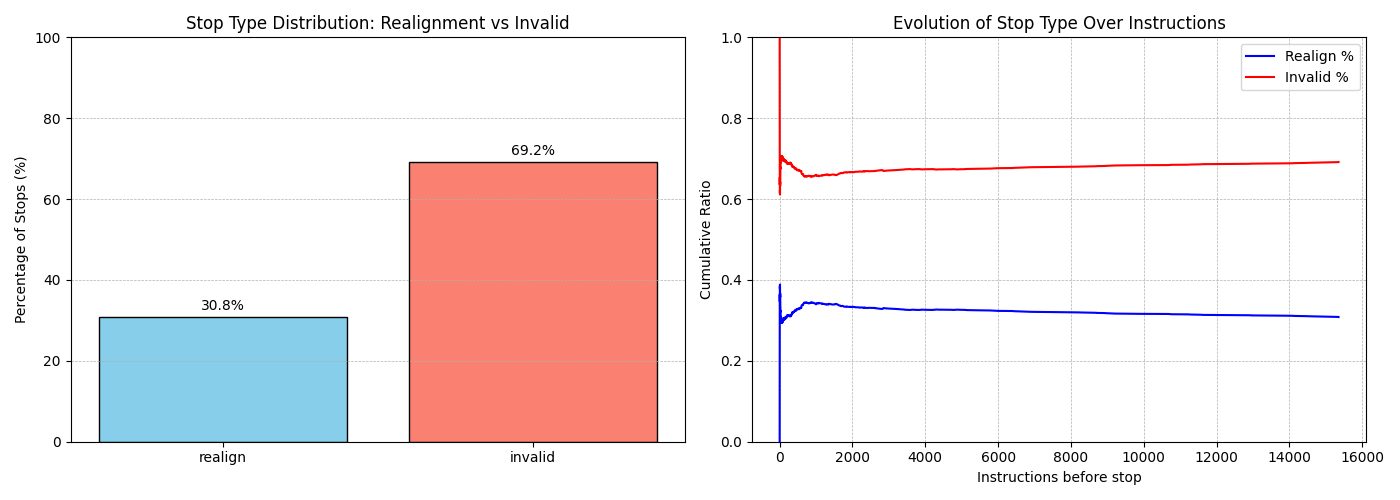 Stop Type Distribution: Realignment vs Invalid
Percentage of Stops (%)
100
80
60
40
20
0
30.8%
69.2%
realign
invalid
Evolution of Stop Type Over Instructions
Cumulative Ratio
1.0
0.8
0.6
0.4
0.2
0.0
Realign %
Invalid %
0 2000 4000 6000 8000 10000 12000 14000 16000
Instructions before stop